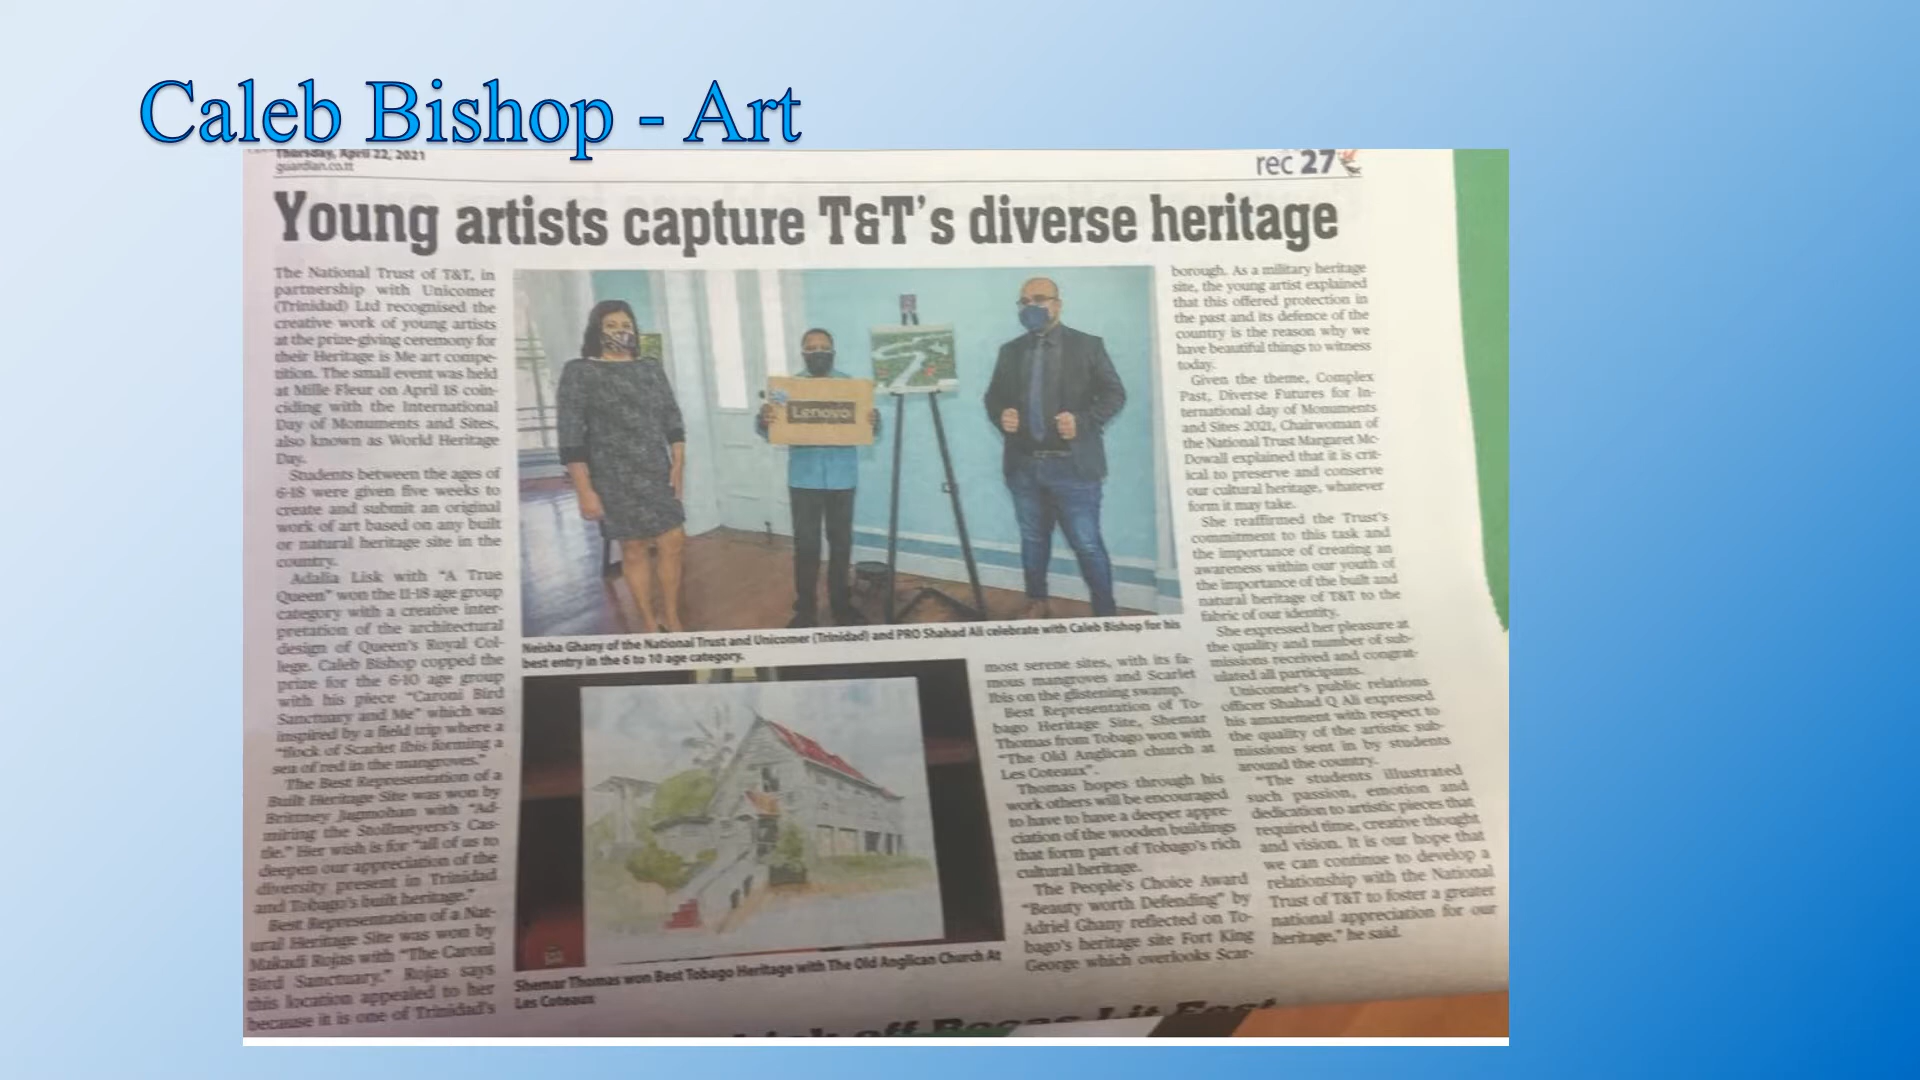 Caleb Bishop - Art
Thursday, April 22, 2021
guardian.co.tt
rec 27
Young artists capture T&T's diverse heritage
The National Trust of T&T, in
partnership with Unicomer
(Trinidad) Ltd recognised the
creative work of young artists
at the prize-giving ceremony for
their Heritage is Me art compe-
tition. The small event was held
at Mille Fleur on April 18 coin-
ciding with the International
Day of Monuments and Sites,
also known as World Heritage
Day.
Students between the ages of
6-18 were given five weeks to
create and submit an original
work of art based on any built
or natural heritage site in the
country.
Adalia Lisk with "A True
Queen" won the 11-18 age group
category with a creative inter-
pretation of the architectural
design of Queen's Royal Col-
lege. Caleb Bishop copped the
prize for the 6-10 age group
with his piece "Caroni Bird
Sanctuary and Me" which was
inspired by a field trip where a
"flock of Scarlet Ibis forming a
sea of red in the mangroves."
The Best Representation of a
Built Heritage Site was won by
Brittney Jagmohan with "Ad-
miring the Stollmeyers's Cas-
tle." Her wish is for "all of us to
deepen our appreciation of the
diversity present in Trinidad
and Tobago's built heritage."
Best Representation of a Nat-
ural Heritage Site was won by
Makadi Rojas with "The Caroni
Bird Sanctuary." Rojas says
this location appealed to her
because it is one of Trinidad's
Lenovo
Neisha Ghany of the National Trust and Unicomer (Trinidad) and PRO Shahad Ali celebrate with Caleb Bishop for his
best entry in the 6 to 10 age category.
Shemar Thomas won Best Tobago Heritage with The Old Anglican Church At
Les Coteaux
most serene sites, with its fa-
mous mangroves and Scarlet
Ibis on the glistening swamp.
Best Representation of To-
bago Heritage Site, Shemar
Thomas from Tobago won with
"The Old Anglican church at
Les Coteaux".
Thomas hopes through his
work others will be encouraged
to have to have a deeper appre-
ciation of the wooden buildings
that form part of Tobago's rich
cultural heritage.
The People's Choice Award
"Beauty worth Defending" by
Adriel Ghany reflected on To-
bago's heritage site Fort King
George which overlooks Scar-
borough. As a military heritage
site, the young artist explained
that this offered protection in
the past and its defence of the
country is the reason why we
have beautiful things to witness
today.
Given the theme, Complex
Past, Diverse Futures for In-
ternational day of Monuments
and Sites 2021, Chairwoman of
the National Trust Margaret Mc-
Dowall explained that it is crit-
ical to preserve and conserve
our cultural heritage, whatever
form it may take.
She reaffirmed the Trust's
commitment to this task and
the importance of creating an
awareness within our youth of
the importance of the built and
natural heritage of T&T to the
fabric of our identity.
She expressed her pleasure at
the quality and number of sub-
missions received and congrat-
ulated all participants.
Unicomer's public relations
officer Shahad Q Ali expressed
his amazement with respect to
the quality of the artistic sub-
missions sent in by students
around the country.
"The students illustrated
such passion, emotion and
dedication to artistic pieces that
required time, creative thought
and vision. It is our hope that
we can continue to develop a
relationship with the National
Trust of T&T to foster a greater
national appreciation for our
heritage," he said.
off Bocas Lit Fest